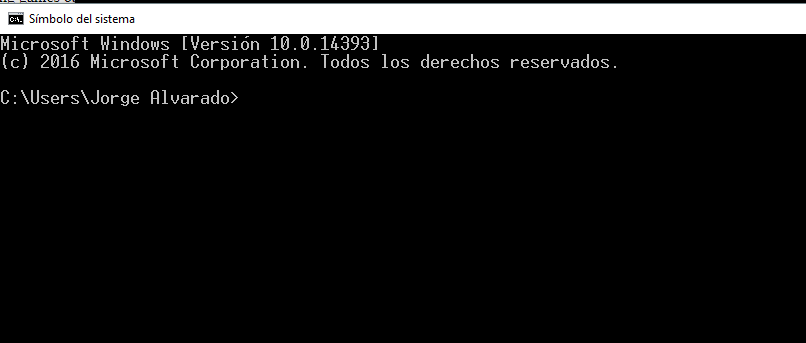 Símbolo del sistema
Microsoft Windows [Versión 10.0.14393]
(c) 2016 Microsoft Corporation. Todos los derechos reservados.
C:\Users\Jorge Alvarado>